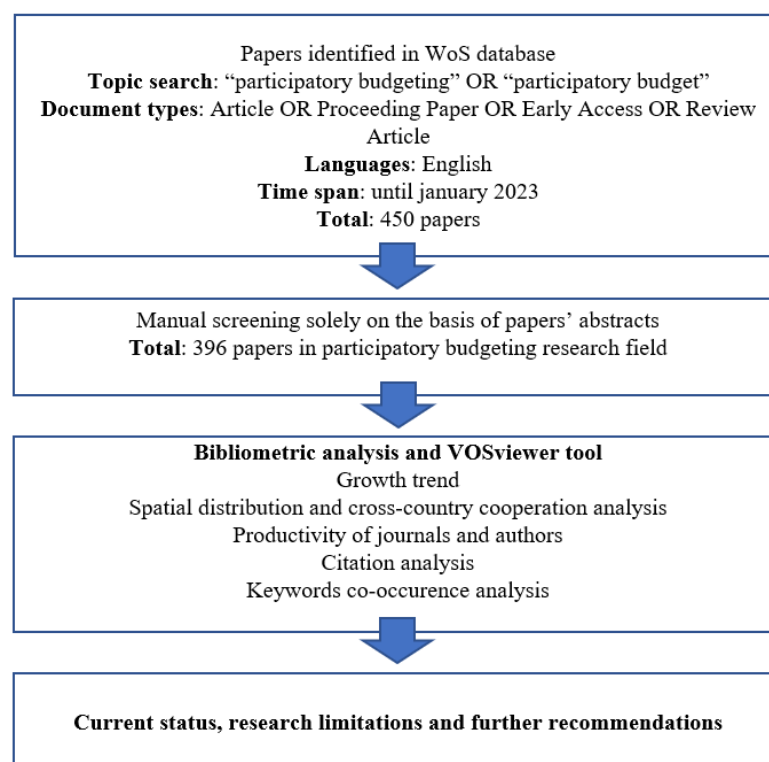 Papers identified in WoS database
Topic search: “participatory budgeting” OR “participatory budget”
Document types: Article OR Proceeding Paper OR Early Access OR Review
Article
Languages: English
Time span: until january 2023
Total: 450 papers
Manual screening solely on the basis of papers’ abstracts
Total: 396 papers in participatory budgeting research field
Bibliometric analysis and VOSviewer tool
Growth trend
Spatial distribution and cross-country cooperation analysis
Productivity of journals and authors
Citation analysis
Keywords co-occurence analysis
Current status, research limitations and further recommendations